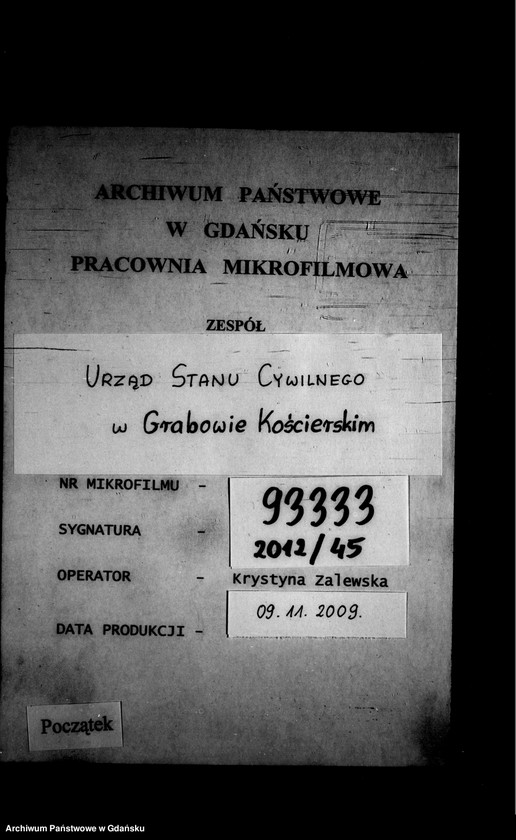 ARCHIWUM PAŃSTWOWE
W GDAŃSKU
PRACOWNIA MIKROFILMOWA
ZESPÓŁ
URZĄD STANU CYWILNEGO
w Grabowie Kościerskim
NR MIKROFILMU - 93333
SYGNATURA - 2012/45
OPERATOR - Krystyna Zalewska
DATA PRODUKCJI - 09.11.2009.
Początek
Archiwum Państwowe w Gdańsku